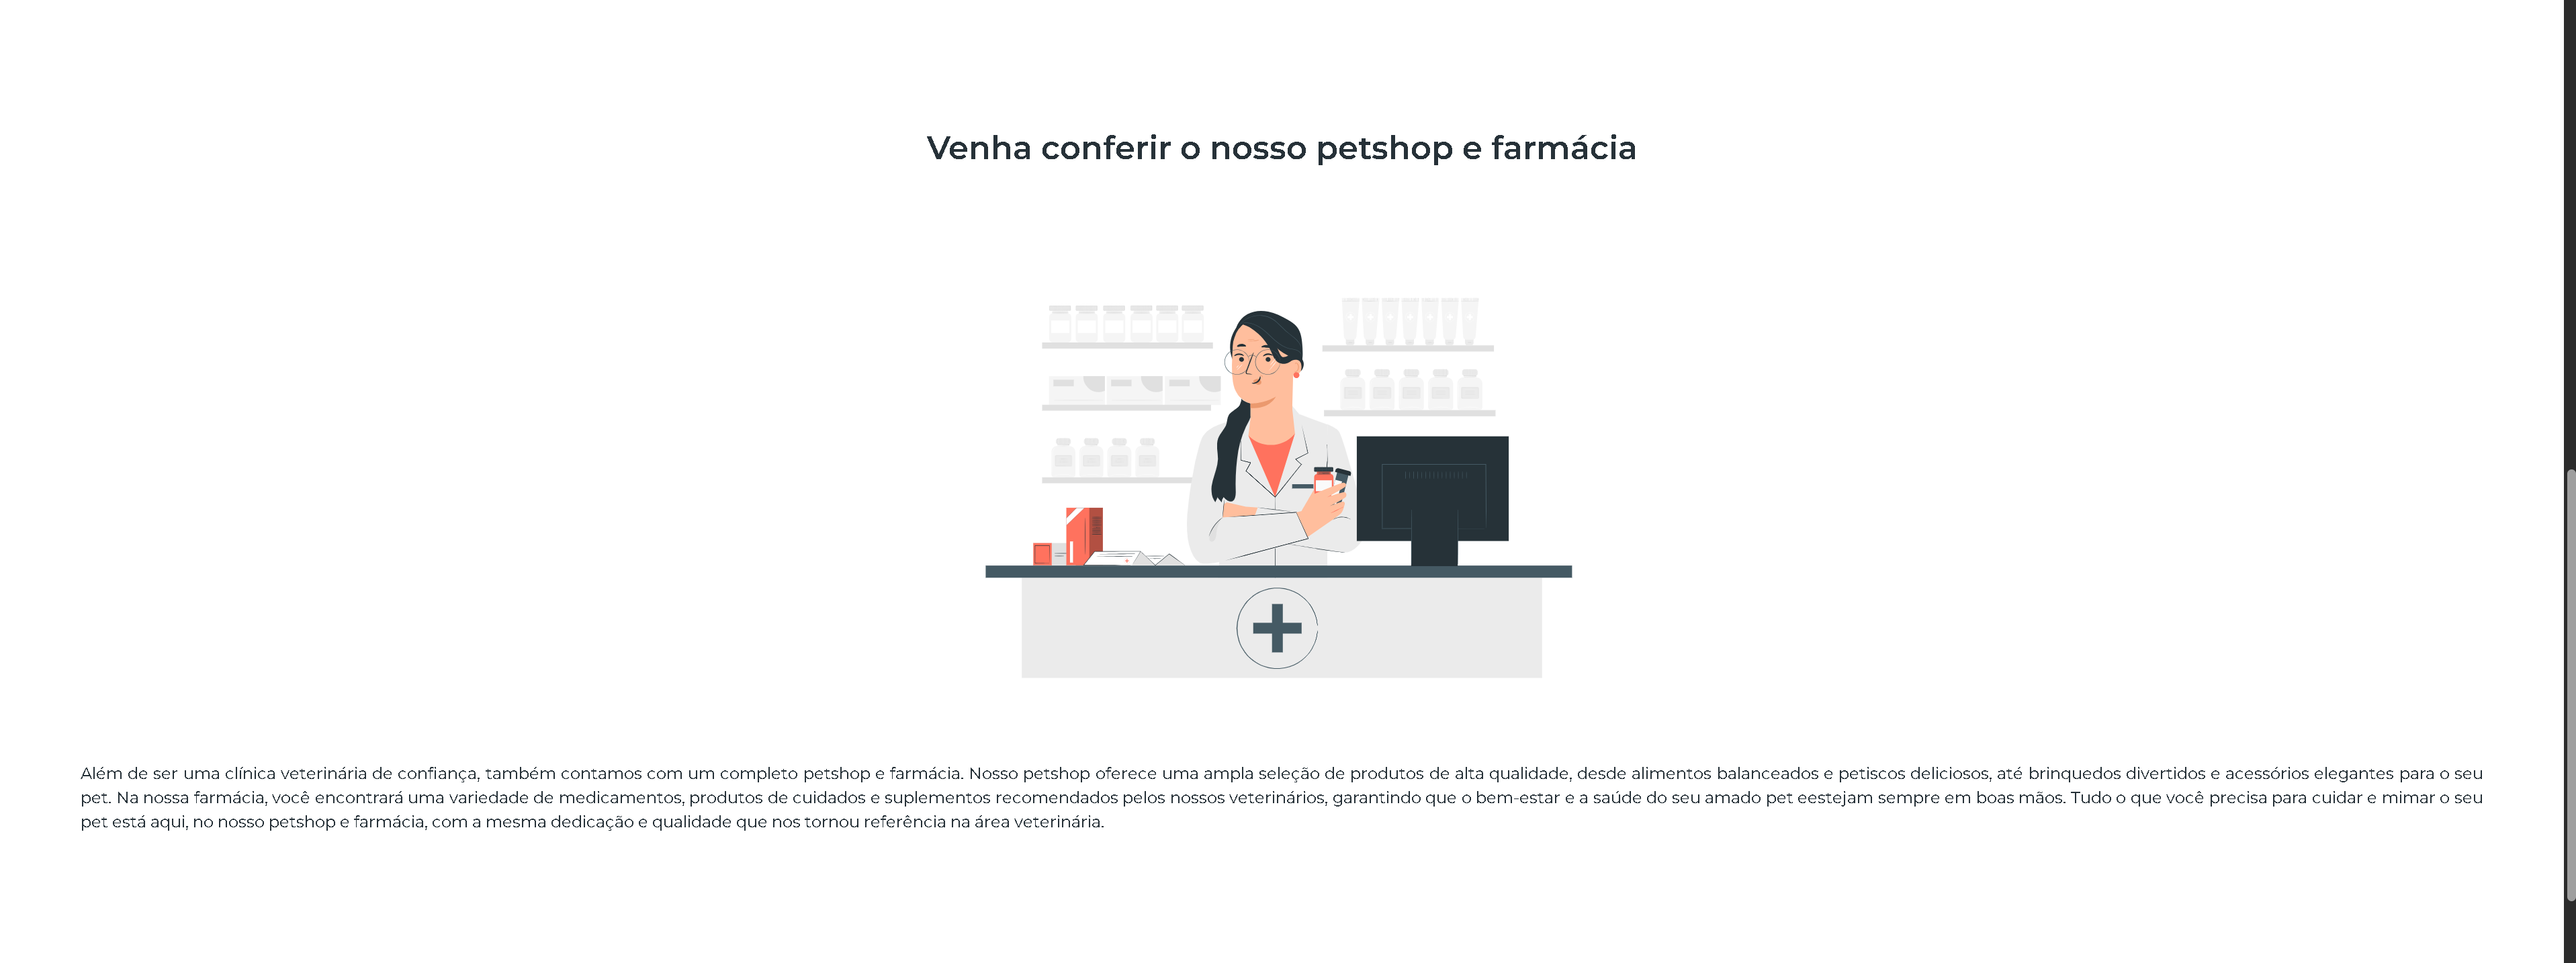 Venha conferir o nosso petshop e farmácia
Além de ser uma clínica veterinária de confiança, também contamos com um completo petshop e farmácia. Nosso petshop oferece uma ampla seleção de produtos de alta qualidade, desde alimentos balanceados e petiscos deliciosos, até brinquedos divertidos e acessórios elegantes para o seu
pet. Na nossa farmácia, você encontrará uma variedade de medicamentos, produtos de cuidados e suplementos recomendados pelos nossos veterinários, garantindo que o bem-estar e a saúde do seu amado pet eestejam sempre em boas mãos. Tudo o que você precisa para cuidar e mimar o seu
pet está aqui, no nosso petshop e farmácia, com a mesma dedicação e qualidade que nos tornou referência na área veterinária.